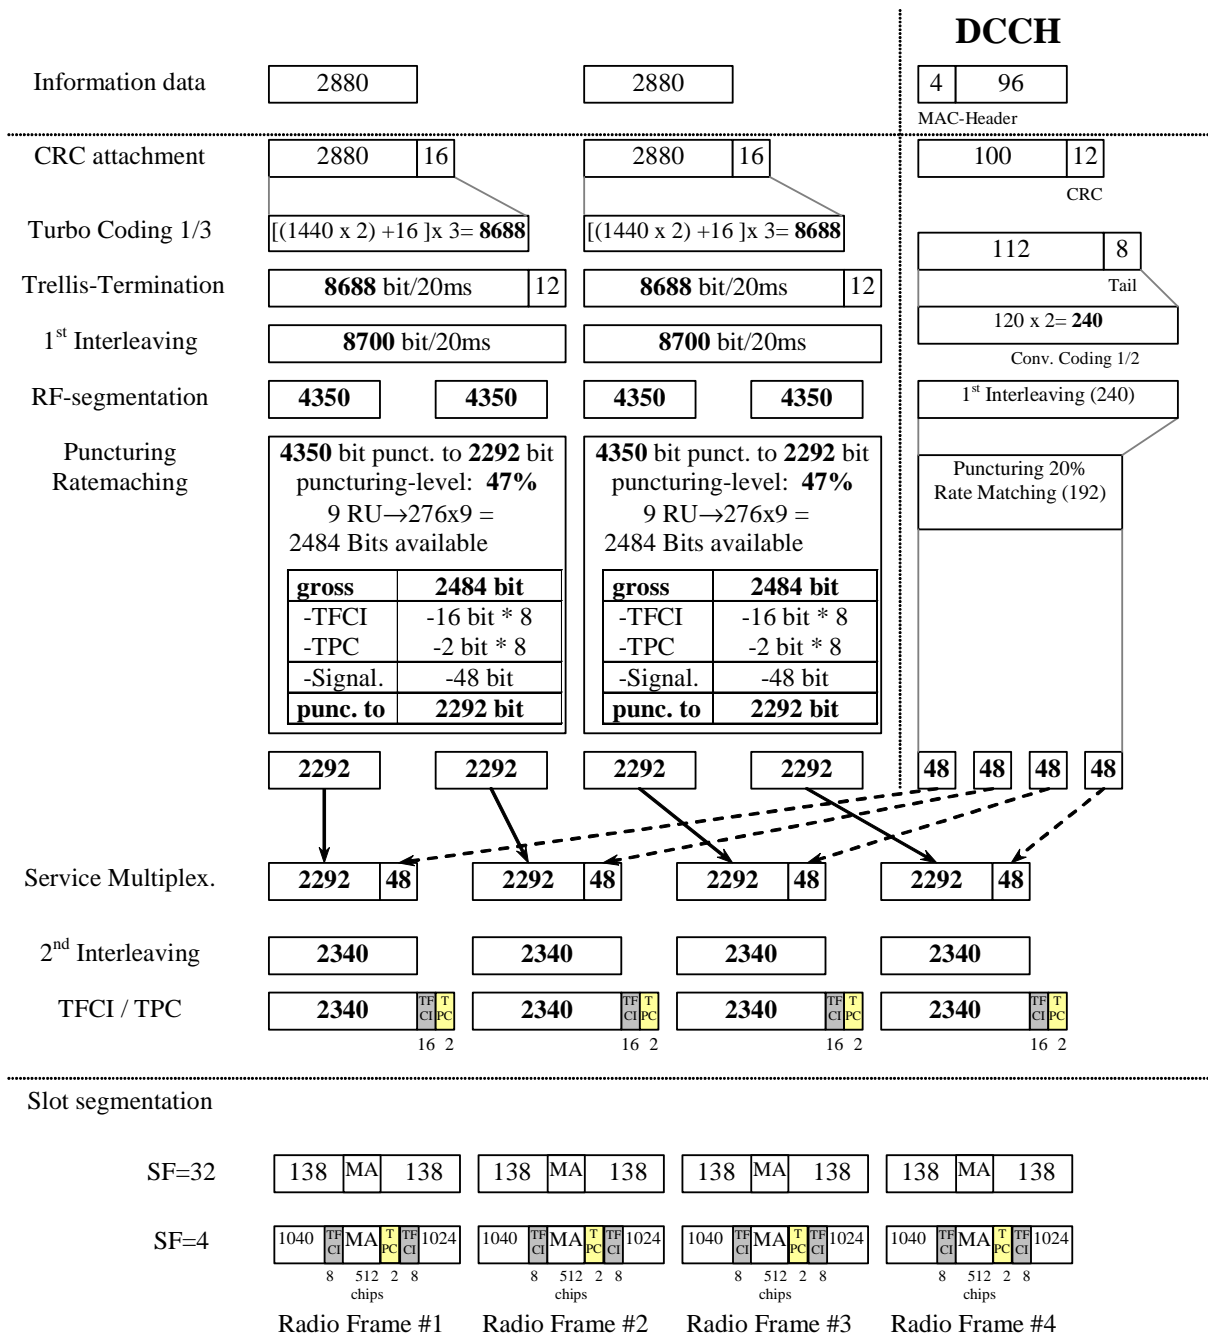 DCCH
Information data 2880 2880 4 96
MAC-Header
CRC attachment 2880 16 2880 16 100 12
CRC
Turbo Coding 1/3 [(1440 x 2) +16 ]x 3= 8688 [(1440 x 2) +16 ]x 3= 8688
112 8
Trellis-Termination 8688 bit/20ms 12 8688 bit/20ms 12
Tail
120 x 2= 240
1st Interleaving 8700 bit/20ms 8700 bit/20ms
Conv. Coding 1/2
RF-segmentation 4350 4350 4350 4350 1st Interleaving (240)
Puncturing 4350 bit punct. to 2292 bit 4350 bit punct. to 2292 bit
Ratemaching puncturing-level: 47% puncturing-level: 47%
Puncturing 20%
Rate Matching (192)
9 RU→276x9 = 9 RU→276x9 =
2484 Bits available 2484 Bits available
gross 2484 bit gross 2484 bit
-TFCI -16 bit * 8 -TFCI -16 bit * 8
-TPC -2 bit * 8 -TPC -2 bit * 8
-Signal. -48 bit -Signal. -48 bit
punc. to 2292 bit punc. to 2292 bit
2292 2292 2292 2292 48 48 48 48
Service Multiplex. 2292 48 2292 48 2292 48 2292 48
2nd Interleaving 2340 2340 2340 2340
TFCI / TPC 2340 TF CI T PC 2340 TF CI T PC 2340 TF CI T PC 2340 TF CI T PC
16 2 16 2 16 2 16 2
Slot segmentation
SF=32 138 MA 138 138 MA 138 138 MA 138 138 MA 138
SF=4 1040 TF CI MA T PC TF CI 1024 1040 TF CI MA T PC TF CI 1024 1040 TF CI MA T PC TF CI 1024 1040 TF CI MA T PC TF CI 1024
8 512 2 8 8 512 2 8 8 512 2 8 8 512 2 8
chips chips chips chips
Radio Frame #1 Radio Frame #2 Radio Frame #3 Radio Frame #4